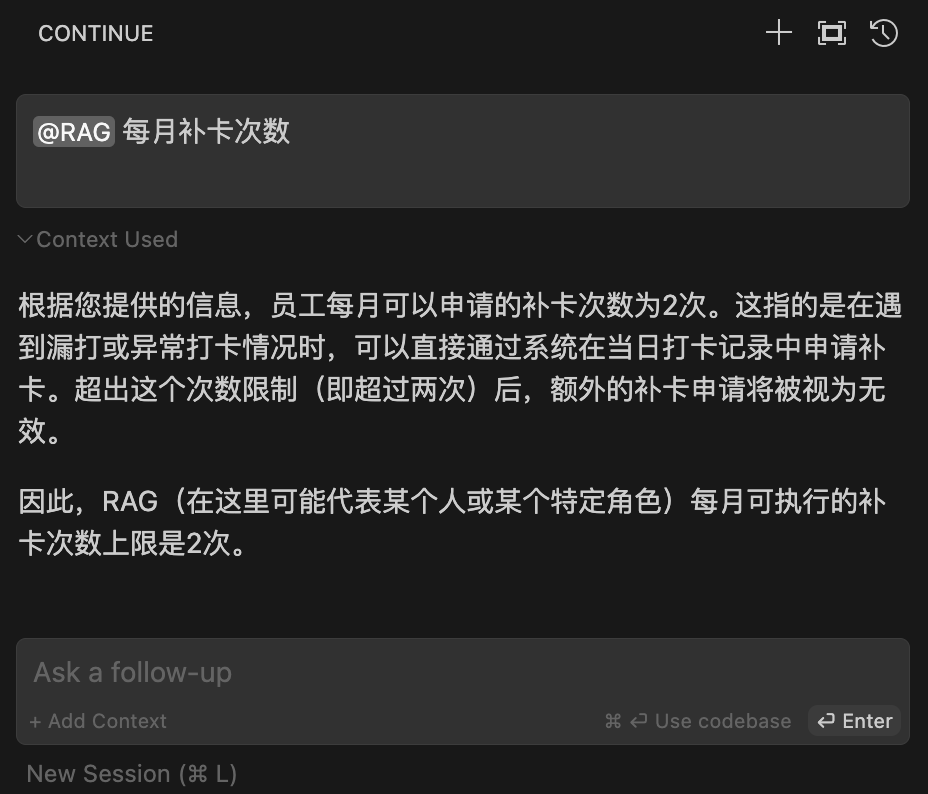 CONTINUE
@RAG 每月补卡次数
Context Used
根据您提供的信息，员工每月可以申请的补卡次数为2次。这指的是在遇
到漏打或异常打卡情况时，可以直接通过系统在当日打卡记录中申请补
卡。超出这个次数限制（即超过两次）后，额外的补卡申请将被视为无
效。
因此，RAG（在这里可能代表某个人或某个特定角色）每月可执行的补
卡次数上限是2次。
Ask a follow-up
+ Add Context ⌘ ⏎ Use codebase ⏎ Enter
New Session (⌘ L)